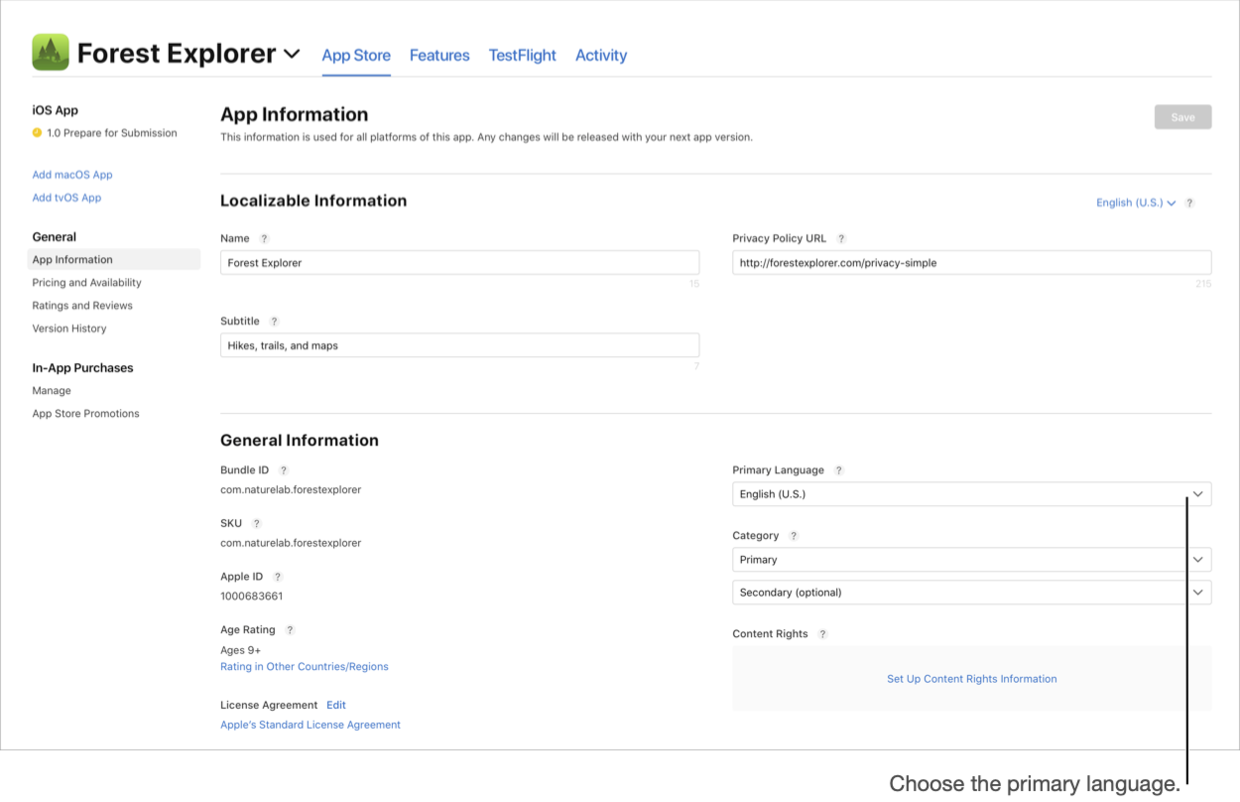 Forest Explorer App Store Features TestFlight Activity
iOS App
1.0 Prepare for Submission
Add macOS App
Add tvOS App
General
App Information
Pricing and Availability
Ratings and Reviews
Version History
In-App Purchases
Manage
App Store Promotions
App Information
Save
This information is used for all platforms of this app. Any changes will be released with your next app version.
Localizable Information
English (U.S.) ?
Name ?
Forest Explorer
15
Privacy Policy URL ?
http://forestexplorer.com/privacy-simple
215
Subtitle ?
Hikes, trails, and maps
7
General Information
Bundle ID ?
com.naturelab.forestexplorer
SKU ?
com.naturelab.forestexplorer
Apple ID ?
1000683661
Age Rating ?
Ages 9+
Rating in Other Countries/Regions
License Agreement Edit
Apple's Standard License Agreement
Primary Language ?
English (U.S.)
Category ?
Primary
Secondary (optional)
Content Rights ?
Set Up Content Rights Information
Choose the primary language.